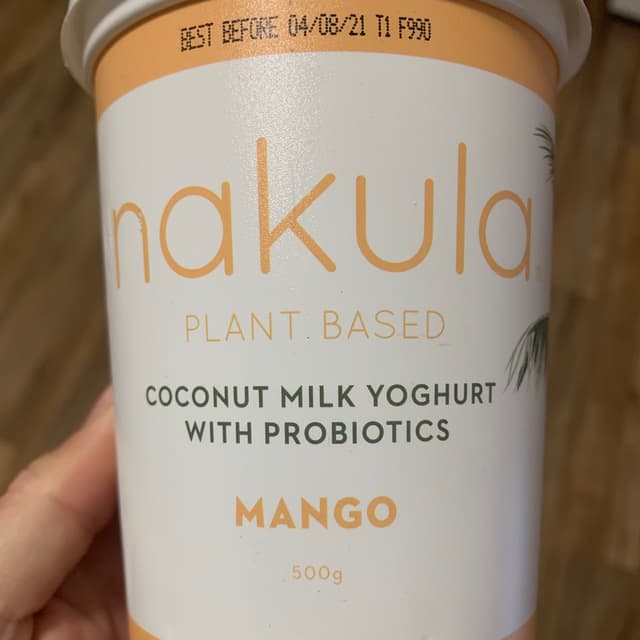 BEST BEFORE 04/08/21 T1 F990
nakula
PLANT BASED
COCONUT MILK YOGHURT
WITH PROBIOTICS
MANGO
500g